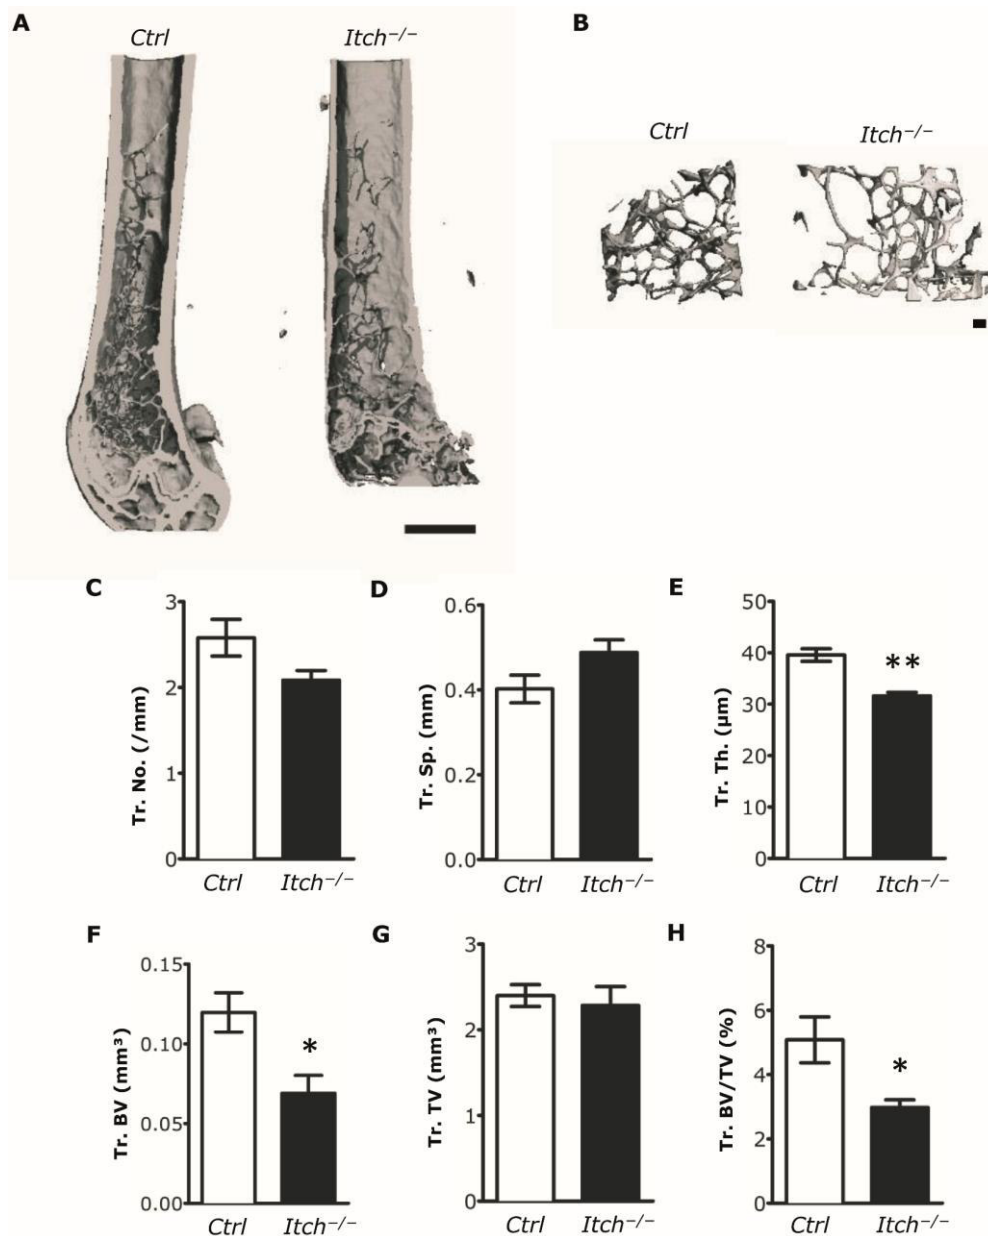 A
Ctrl
Itch⁻/⁻
B
Ctrl
Itch⁻/⁻
C
Tr. No. (/mm)
3
2
1
0
Ctrl
Itch⁻/⁻
D
Tr. Sp. (mm)
0.6
0.4
0.2
0.0
Ctrl
Itch⁻/⁻
E
Tr. Th. (μm)
50
40
30
20
10
0
**
Ctrl
Itch⁻/⁻
F
Tr. BV (mm³)
0.15
0.10
0.05
0.00
*
Ctrl
Itch⁻/⁻
G
Tr. TV (mm³)
3
2
1
0
Ctrl
Itch⁻/⁻
H
Tr. BV/TV (%)
8
6
4
2
0
*
Ctrl
Itch⁻/⁻